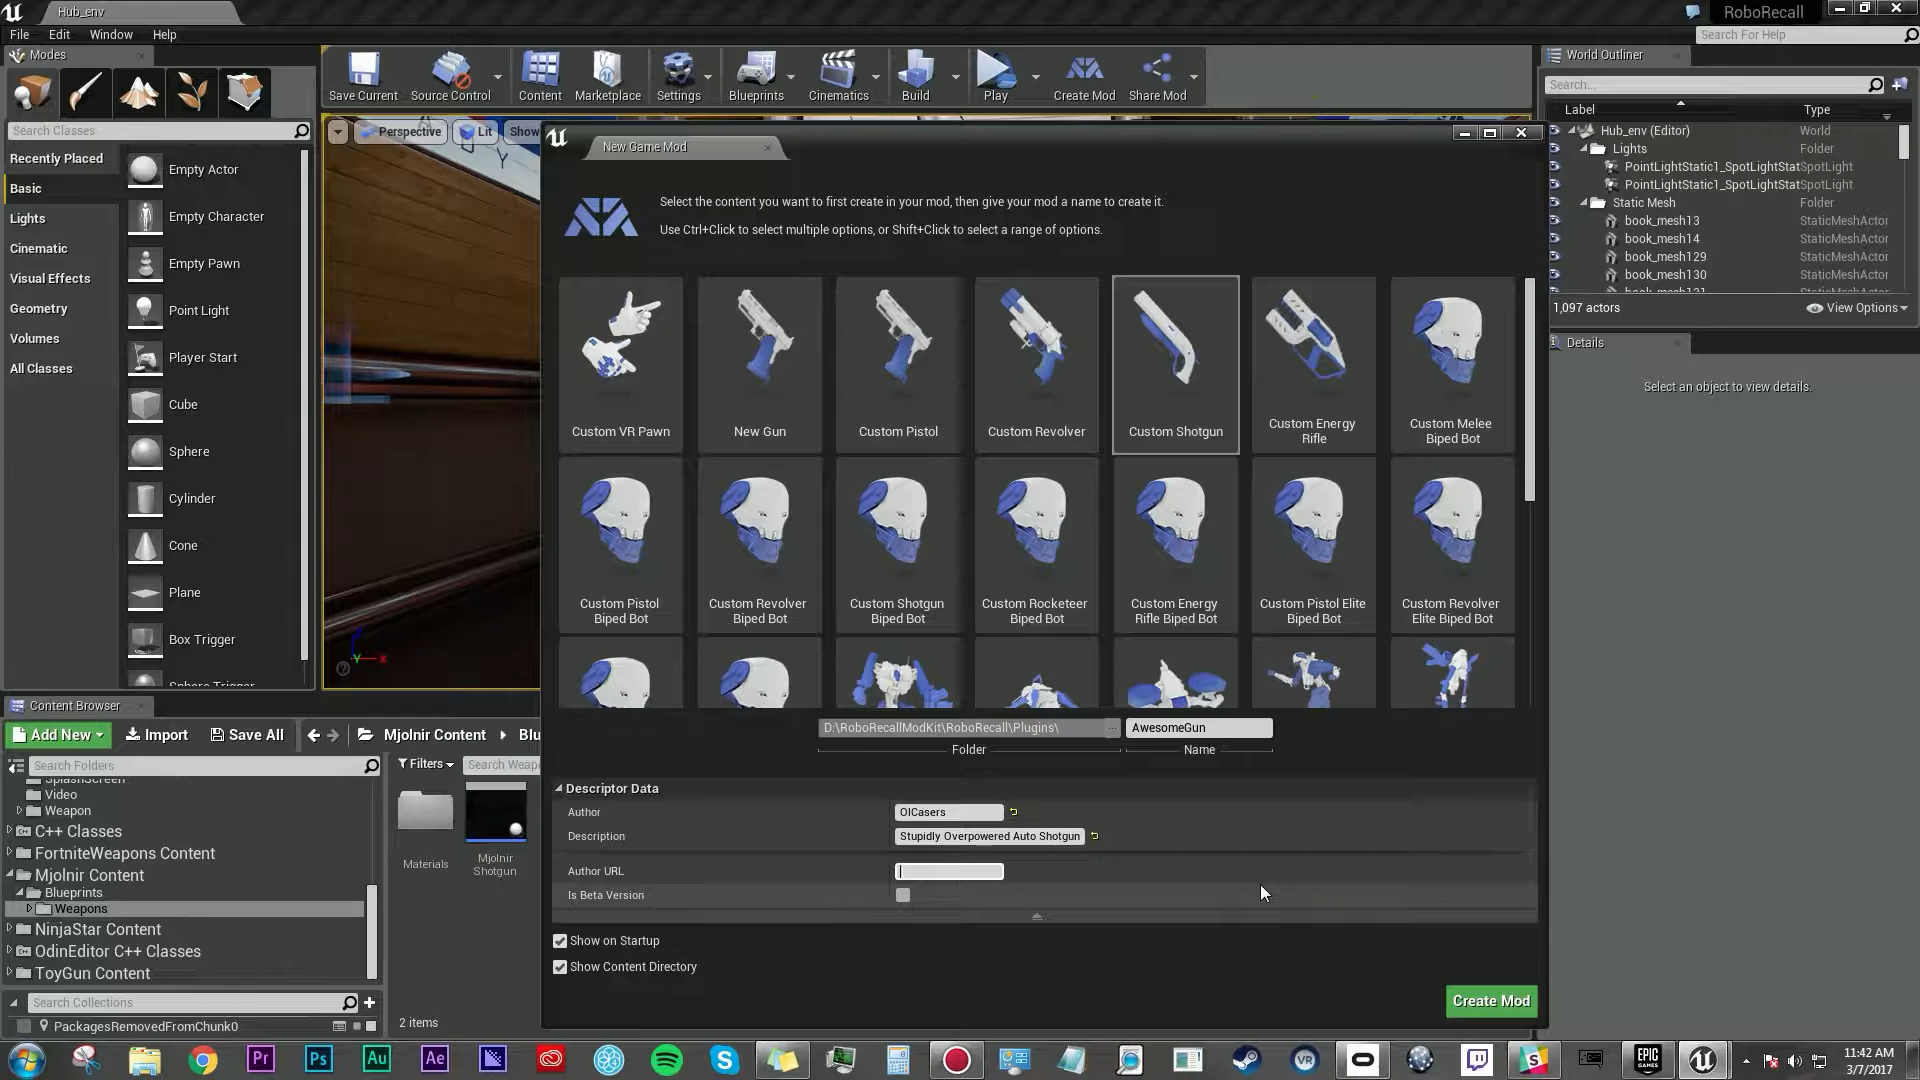 Hub_env
RoboRecall
File Edit Window Help
Search For Help
Modes
Save Current
Source Control
Content
Marketplace
Settings
Blueprints
Cinematics
Build
Play
Create Mod
Share Mod
World Outliner
Search...
Label Type
Search Classes
Recently Placed
Basic
Lights
Cinematic
Visual Effects
Geometry
Volumes
All Classes
Empty Actor
Empty Character
Empty Pawn
Point Light
Player Start
Cube
Sphere
Cylinder
Cone
Plane
Box Trigger
Sphere Trigger
Perspective Lit Show
Y
Y X
New Game Mod
Select the content you want to first create in your mod, then give your mod a name to create it.
Use Ctrl+Click to select multiple options, or Shift+Click to select a range of options.
Custom VR Pawn
New Gun
Custom Pistol
Custom Revolver
Custom Shotgun
Custom Energy
Rifle
Custom Melee
Biped Bot
Custom Pistol
Biped Bot
Custom Revolver
Biped Bot
Custom Shotgun
Biped Bot
Custom Rocketeer
Biped Bot
Custom Energy
Rifle Biped Bot
Custom Pistol Elite
Biped Bot
Custom Revolver
Elite Biped Bot
D:\RoboRecallModKit\RoboRecall\Plugins\ ... AwesomeGun
Folder Name
Descriptor Data
Author OICasers
Description Stupidly Overpowered Auto Shotgun
Author URL
Is Beta Version
Show on Startup
Show Content Directory
Create Mod
Hub_env (Editor) World
Lights Folder
PointLightStatic1_SpotLightStat SpotLight
PointLightStatic1_SpotLightStat SpotLight
Static Mesh Folder
book_mesh13 StaticMeshActor
book_mesh14 StaticMeshActor
book_mesh129 StaticMeshActor
book_mesh130 StaticMeshActor
book_mesh131 StaticMeshActor
1,097 actors View Options
Details
Select an object to view details.
Content Browser
Add New Import Save All Mjolnir Content Blu
Search Folders
Filters Search Weap
SplashScreen
Video
Weapon
C++ Classes
FortniteWeapons Content
Mjolnir Content
Blueprints
Weapons
NinjaStar Content
OdinEditor C++ Classes
ToyGun Content
Materials
Mjolnir
Shotgun
Search Collections
PackagesRemovedFromChunk0
2 items
Pr Ps Au Ae
VR
EPIC
GAMES
11:42 AM
3/7/2017